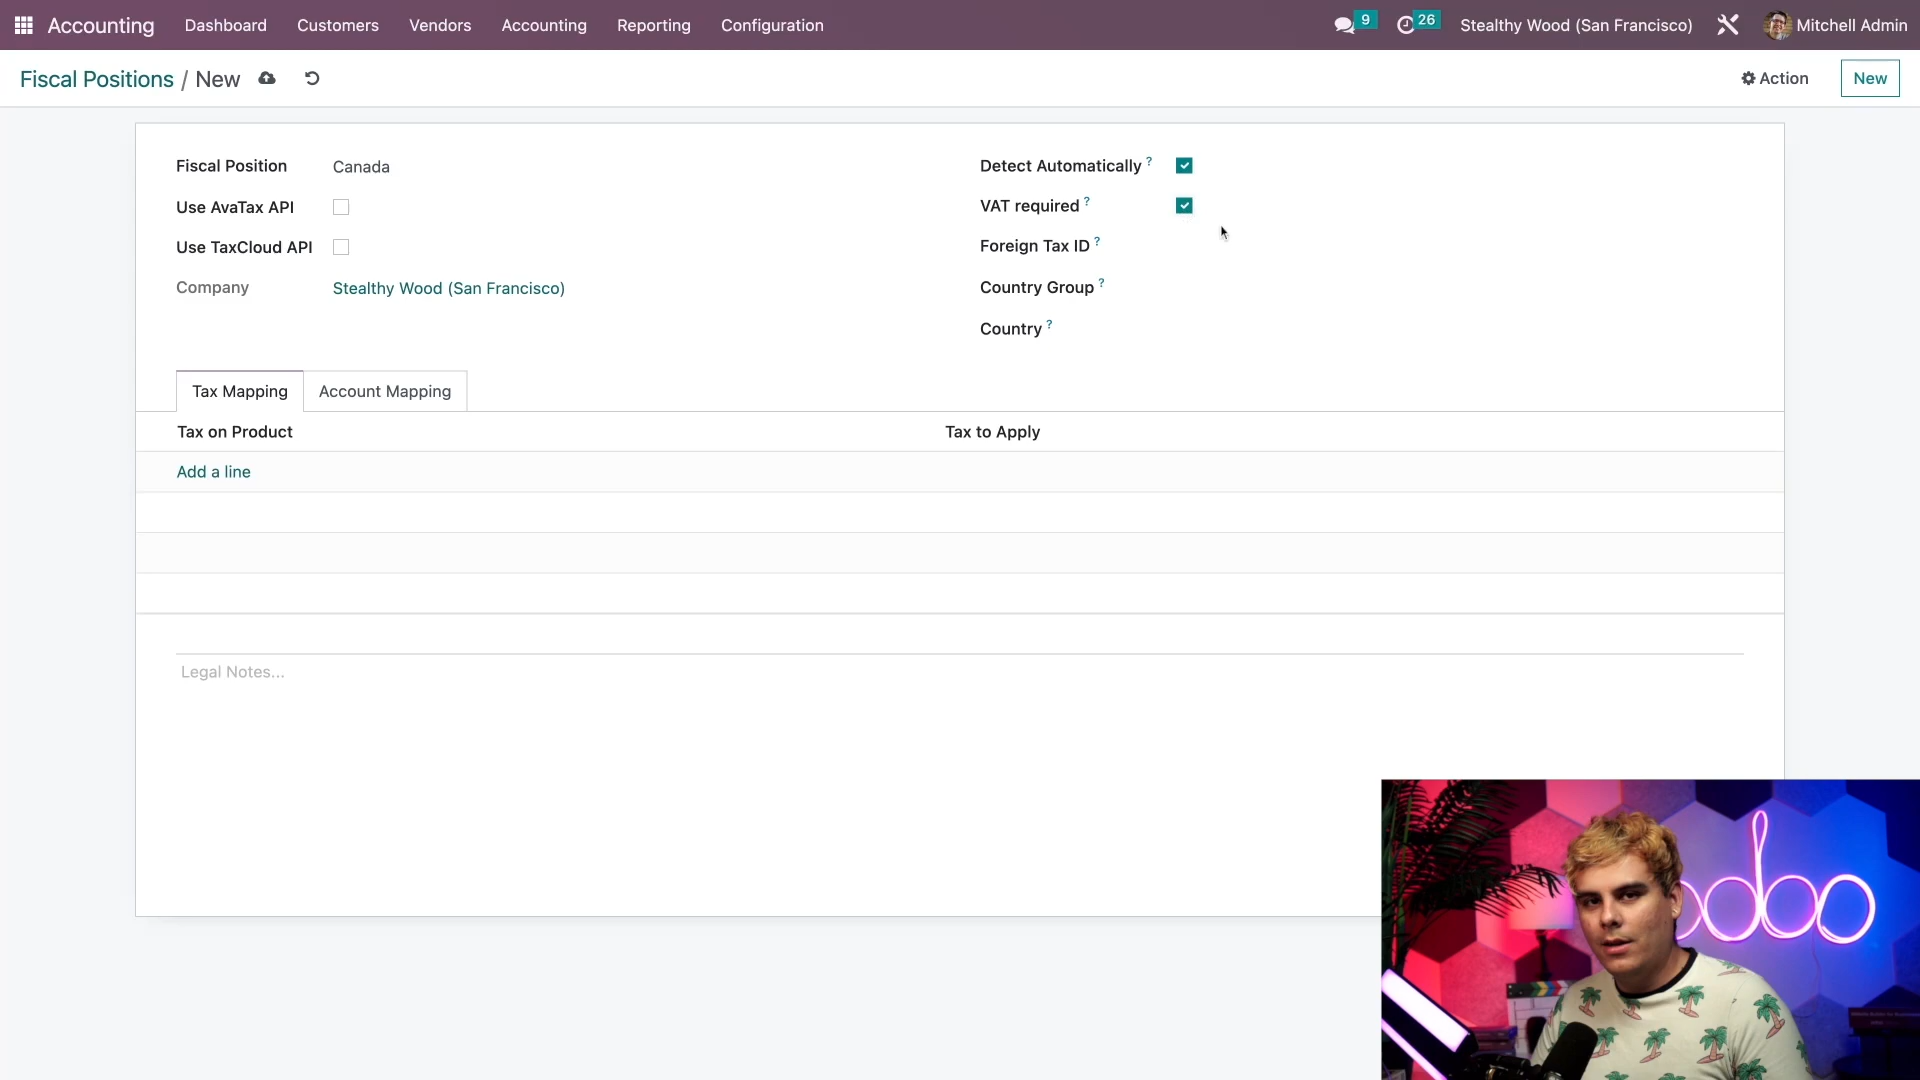 Accounting Dashboard Customers Vendors Accounting Reporting Configuration 9 26 Stealthy Wood (San Francisco) Mitchell Admin
Fiscal Positions / New Action New
Fiscal Position Canada Detect Automatically ?
Use AvaTax API VAT required ?
Use TaxCloud API Foreign Tax ID ?
Company Stealthy Wood (San Francisco) Country Group ?
Country ?
Tax Mapping Account Mapping
Tax on Product Tax to Apply
Add a line
Legal Notes...
odoo